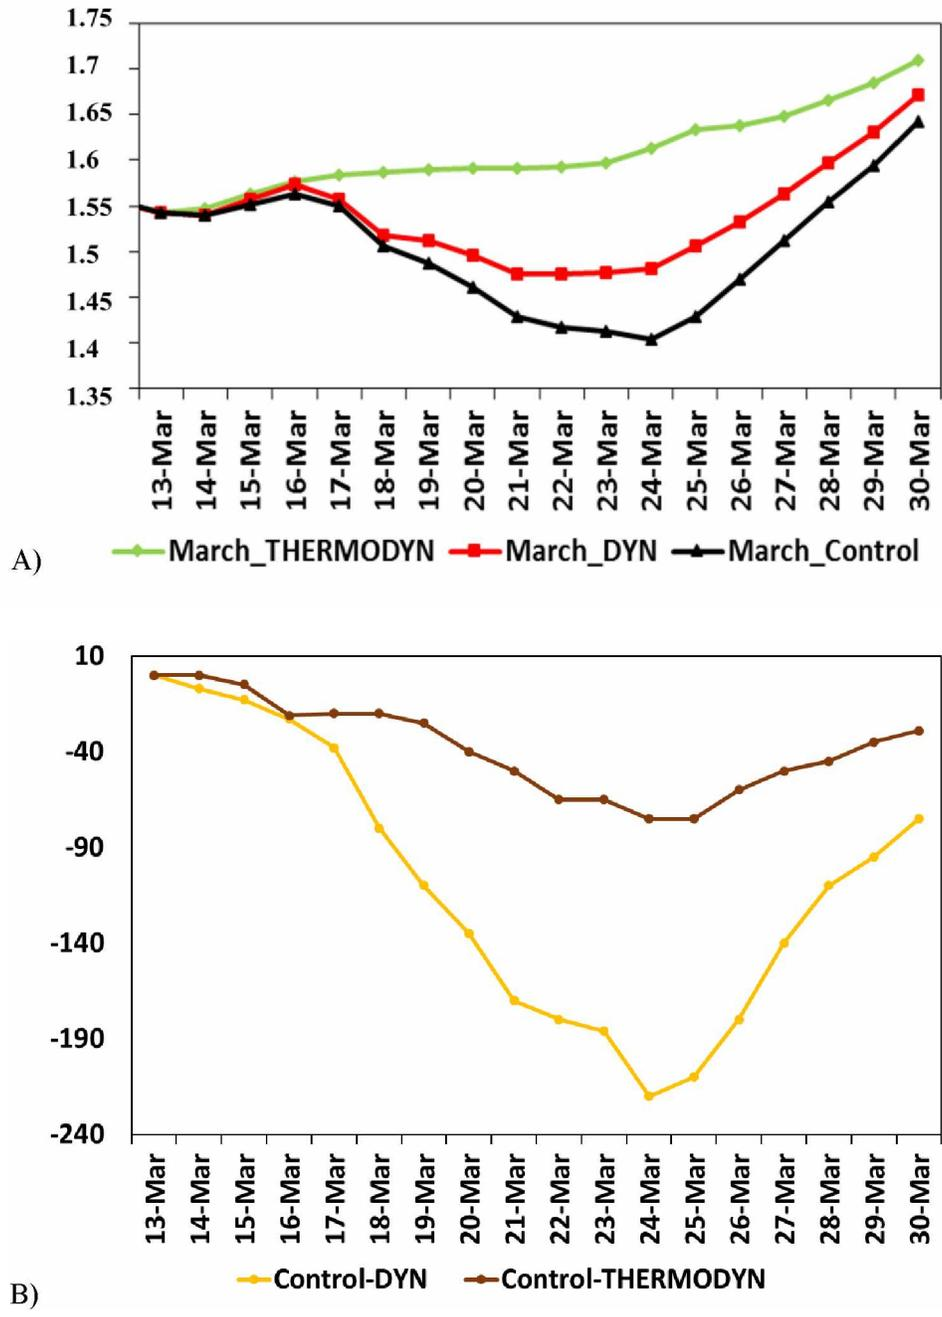 1.75
1.7
1.65
1.6
1.55
1.5
1.45
1.4
1.35
13-Mar
14-Mar
15-Mar
16-Mar
17-Mar
18-Mar
19-Mar
20-Mar
21-Mar
22-Mar
23-Mar
24-Mar
25-Mar
26-Mar
27-Mar
28-Mar
29-Mar
30-Mar
A)
March_THERMODYN March_DYN March_Control
10
-40
-90
-140
-190
-240
13-Mar
14-Mar
15-Mar
16-Mar
17-Mar
18-Mar
19-Mar
20-Mar
21-Mar
22-Mar
23-Mar
24-Mar
25-Mar
26-Mar
27-Mar
28-Mar
29-Mar
30-Mar
Control-DYN Control-THERMODYN
B)